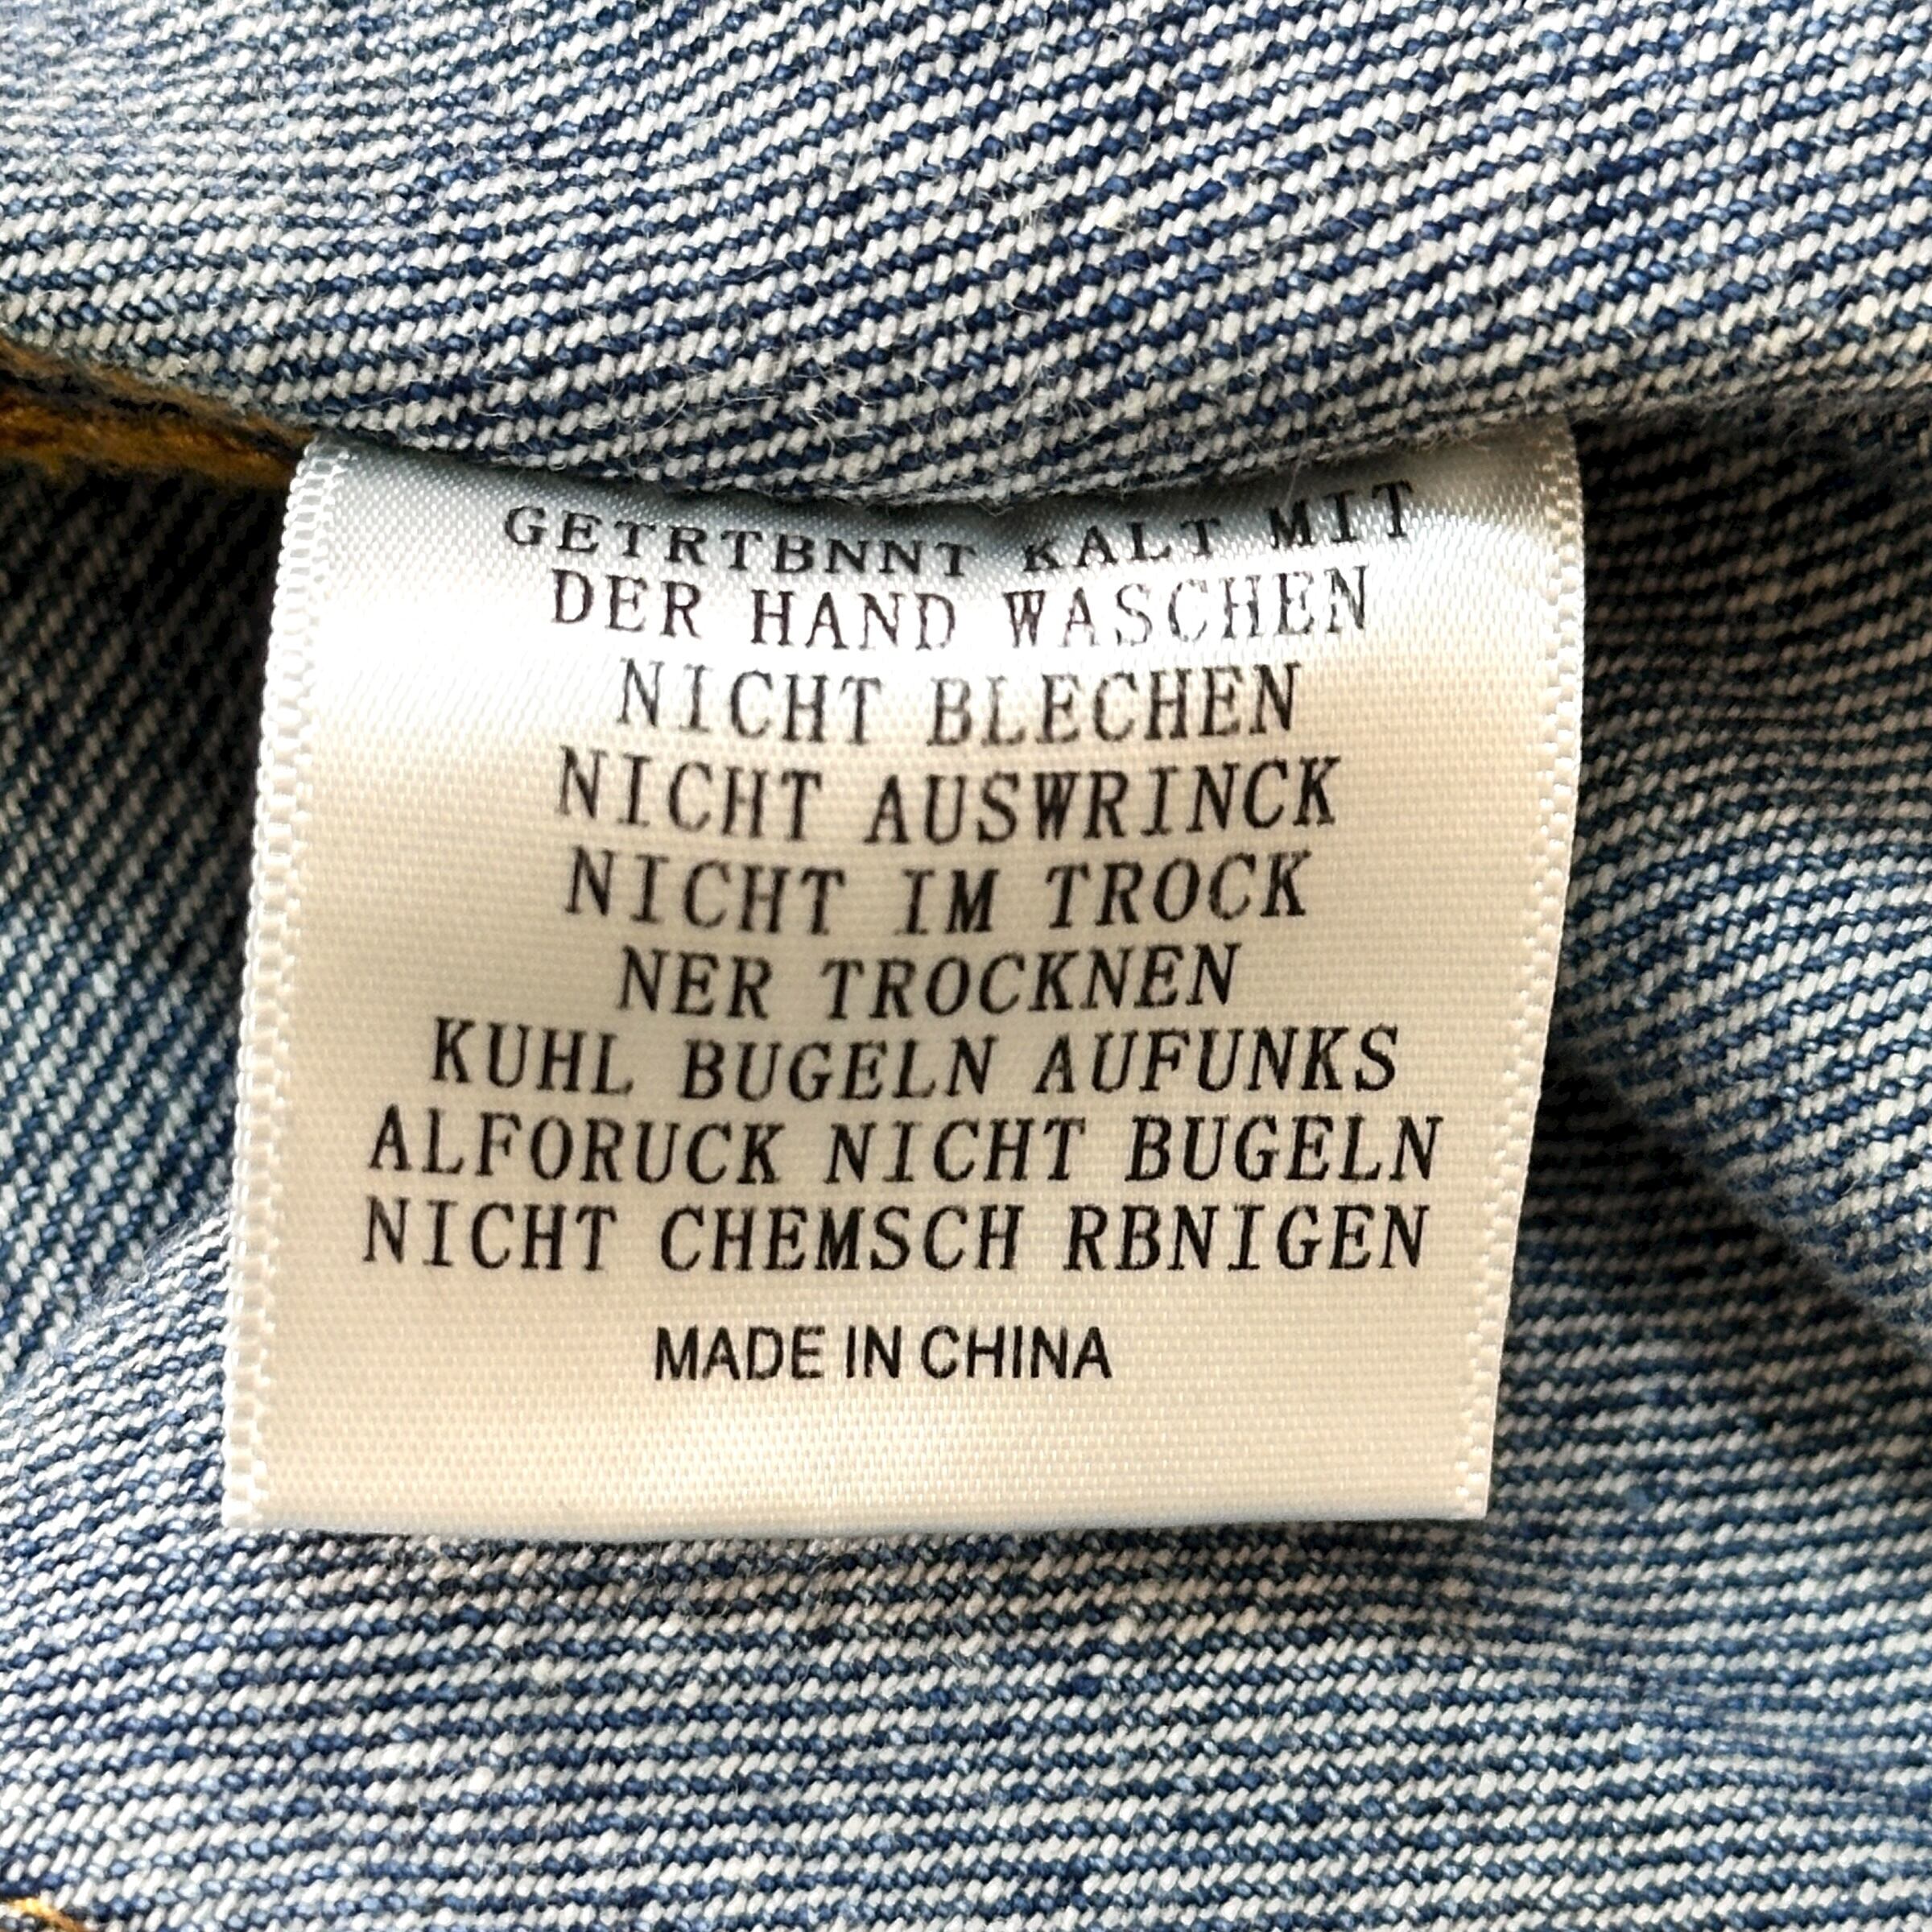 GETRTBNNT KALT MIT
DER HAND WASCHEN
NICHT BLECHEN
NICHT AUSWRINCK
NICHT IM TROCK
NER TROCKNEN
KUHL BUGELN AUFUNKS
ALFORUCK NICHT BUGELN
NICHT CHEMSCH RBNIGEN
MADE IN CHINA